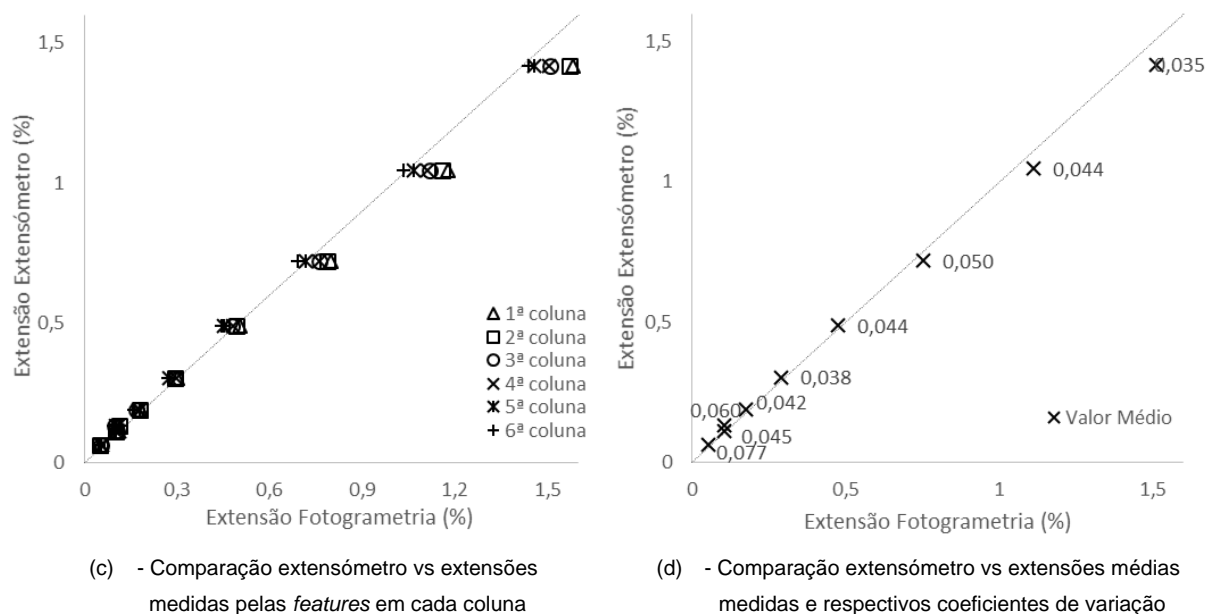 1,5
1
0,5
0
Extensão Extensómetro (%)
1ª coluna
2ª coluna
3ª coluna
4ª coluna
5ª coluna
6ª coluna
0
0,3
0,6
0,9
1,2
1,5
Extensão Fotogrametria (%)
(c) - Comparação extensómetro vs extensões
medidas pelas features em cada coluna
1,5
1
0,5
0
Extensão Extensómetro (%)
0,035
0,044
0,050
0,044
0,038
0,042
0,060
0,045
0,077
Valor Médio
0
0,5
1
1,5
Extensão Fotogrametria (%)
(d) - Comparação extensómetro vs extensões médias
medidas e respectivos coeficientes de variação